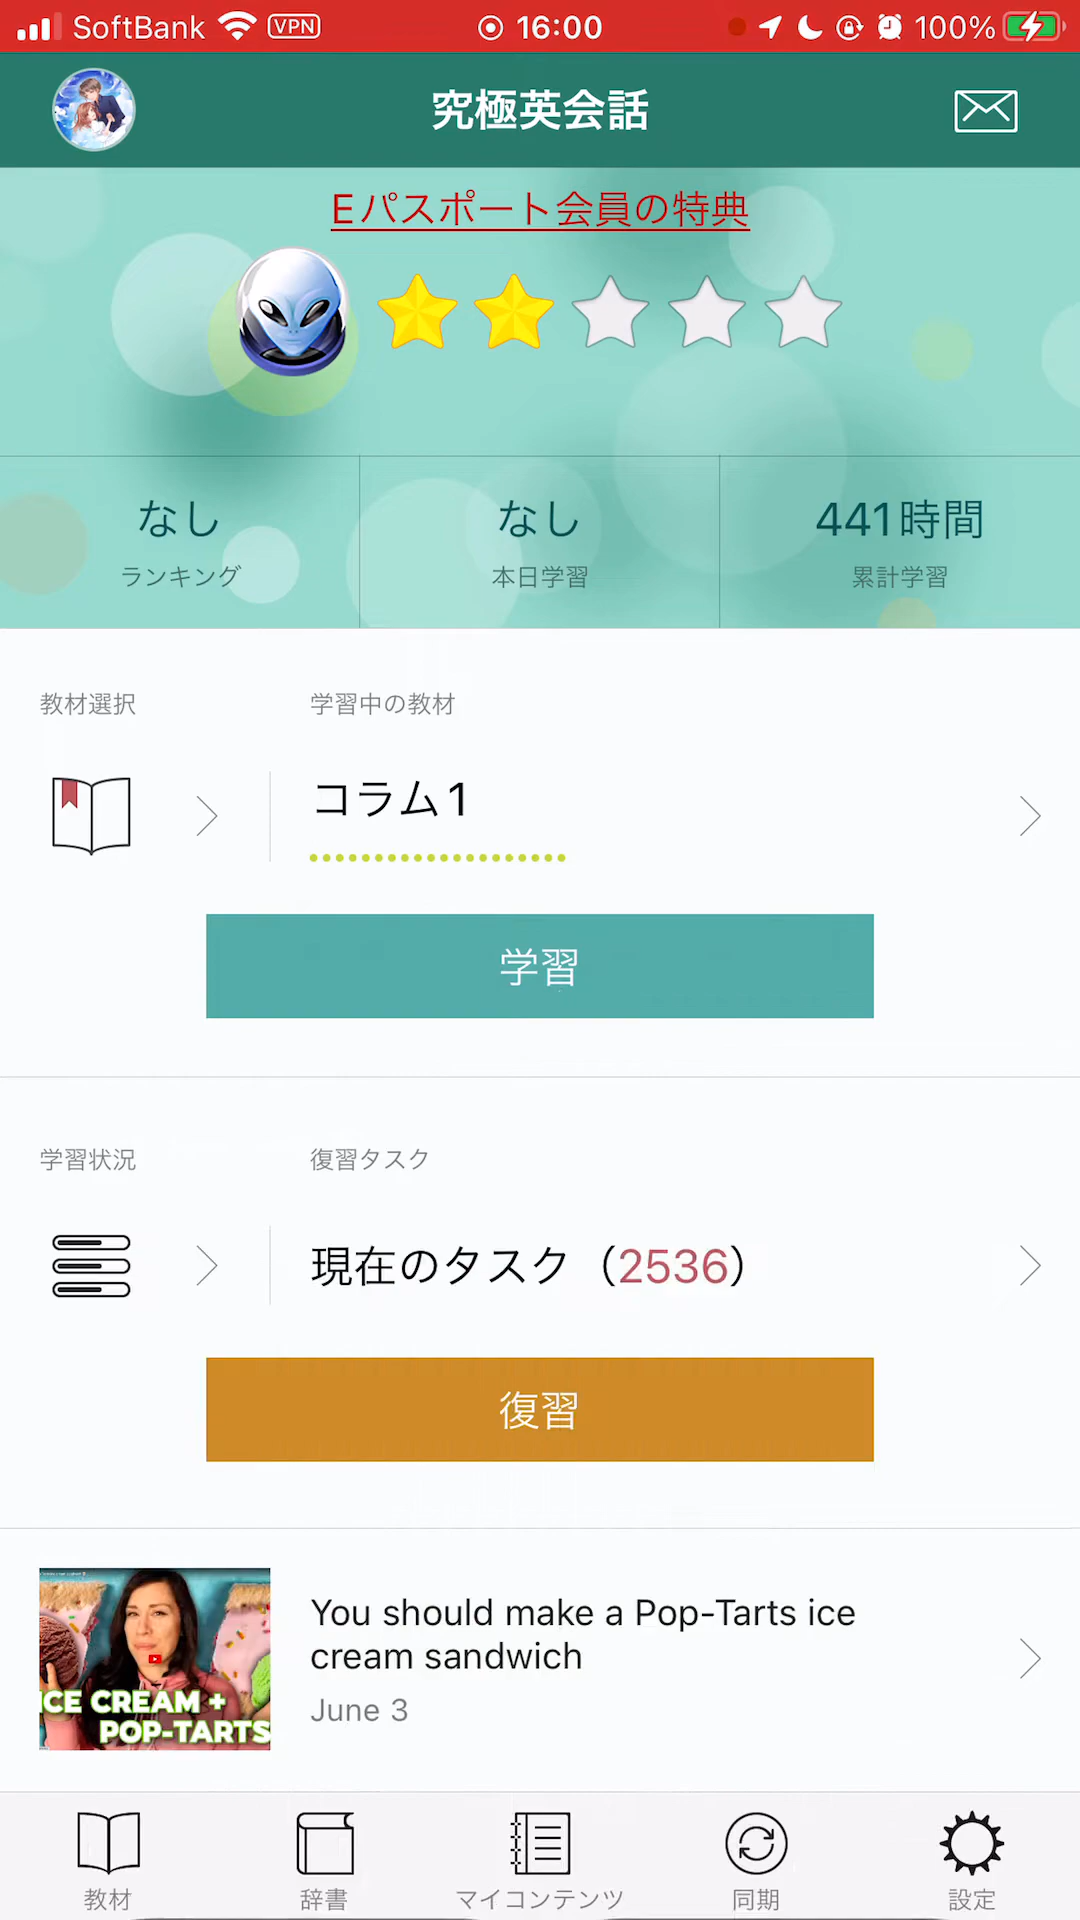 SoftBank VPN 16:00 100%
究極英会話
Eパスポート会員の特典
なし なし 441時間
ランキング 本日学習 累計学習
教材選択 学習中の教材
コラム1
学習
学習状況 復習タスク
現在のタスク（2536）
復習
You should make a Pop-Tarts ice
cream sandwich
June 3
ICE CREAM +
POP-TARTS
教材 辞書 マイコンテンツ 同期 設定